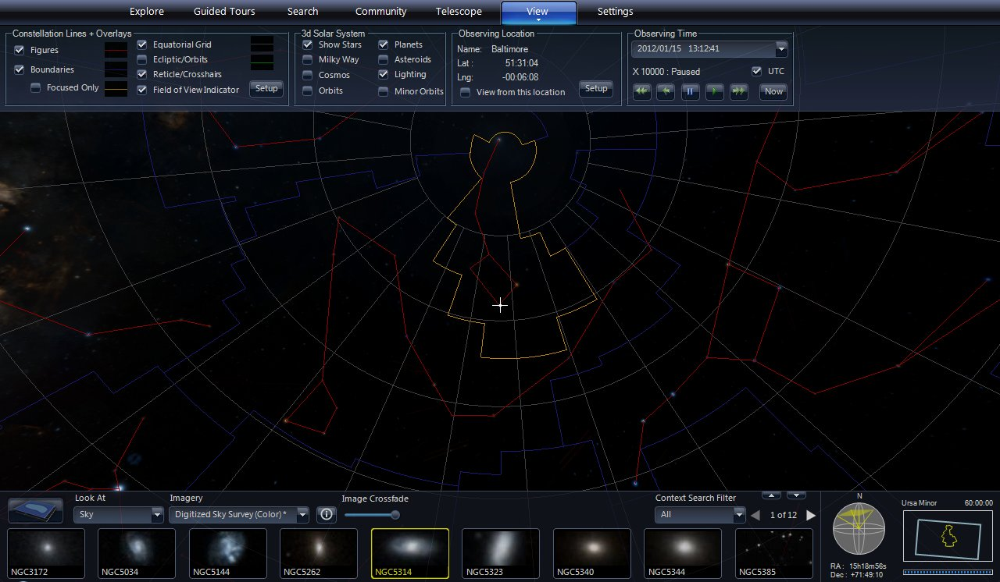 Explore Guided Tours Search Community Telescope View Settings
Constellation Lines + Overlays
Figures
Boundaries
Focused Only
Equatorial Grid
Ecliptic/Orbits
Reticle/Crosshairs
Field of View Indicator
Setup
3d Solar System
Show Stars
Milky Way
Cosmos
Orbits
Planets
Asteroids
Lighting
Minor Orbits
Observing Location
Name: Baltimore
Lat : 51:31:04
Lng: -00:06:08
View from this location
Setup
Observing Time
2012/01/15 13:12:41
X 10000 : Paused
UTC
Now
Look At
Sky
Imagery
Digitized Sky Survey (Color) *
Image Crossfade
Context Search Filter
All
1 of 12
NGC3172 NGC5034 NGC5144 NGC5262 NGC5314 NGC5323 NGC5340 NGC5344 NGC5385
N
RA : 15h18m56s
Dec : +71:49:10
Ursa Minor 60:00:00